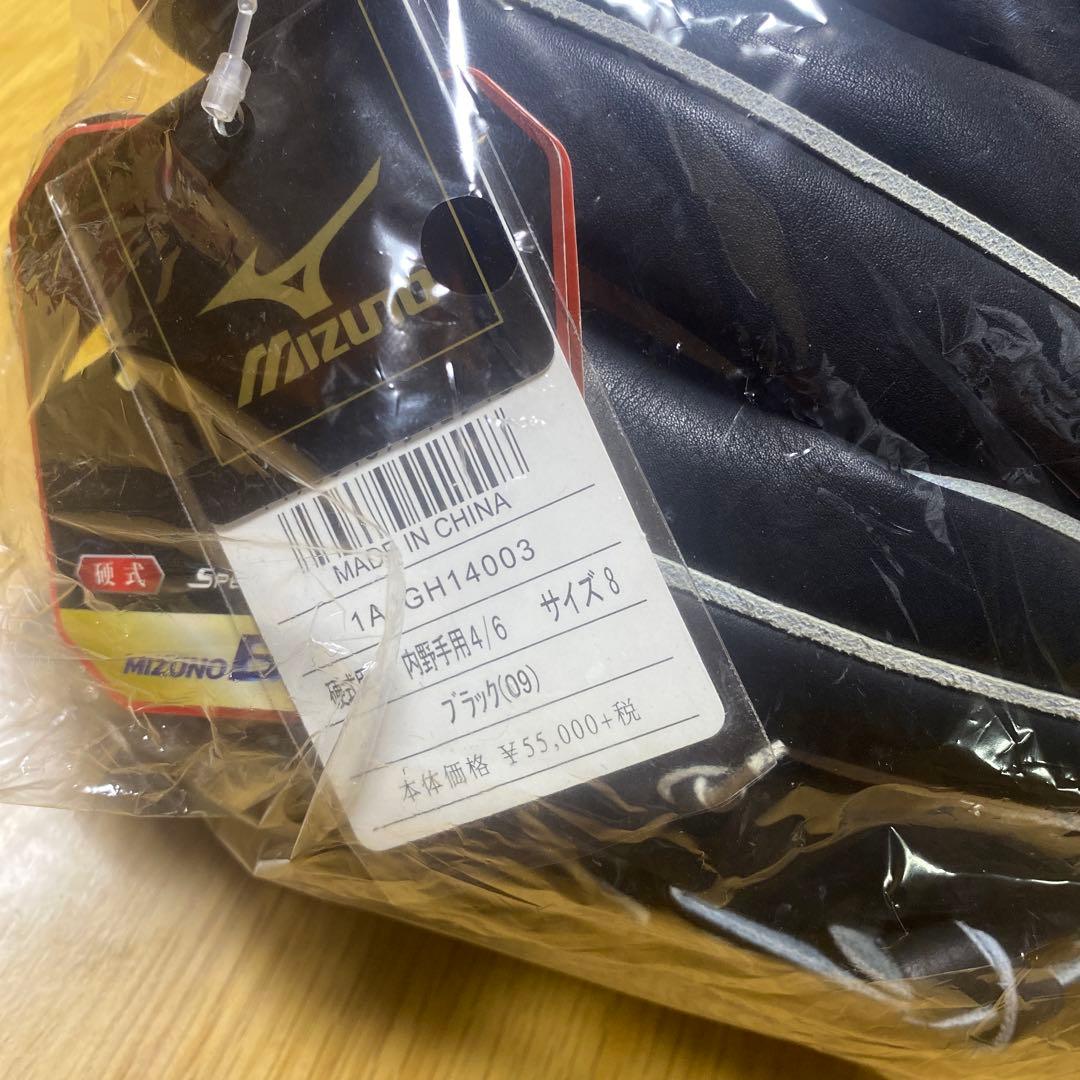 MIZUNO
MADE IN CHINA
1A GH14003
硬式 内野手用4/6 サイズ8
ブラック(09)
本体価格 ¥55,000+税
硬式
MIZUNO